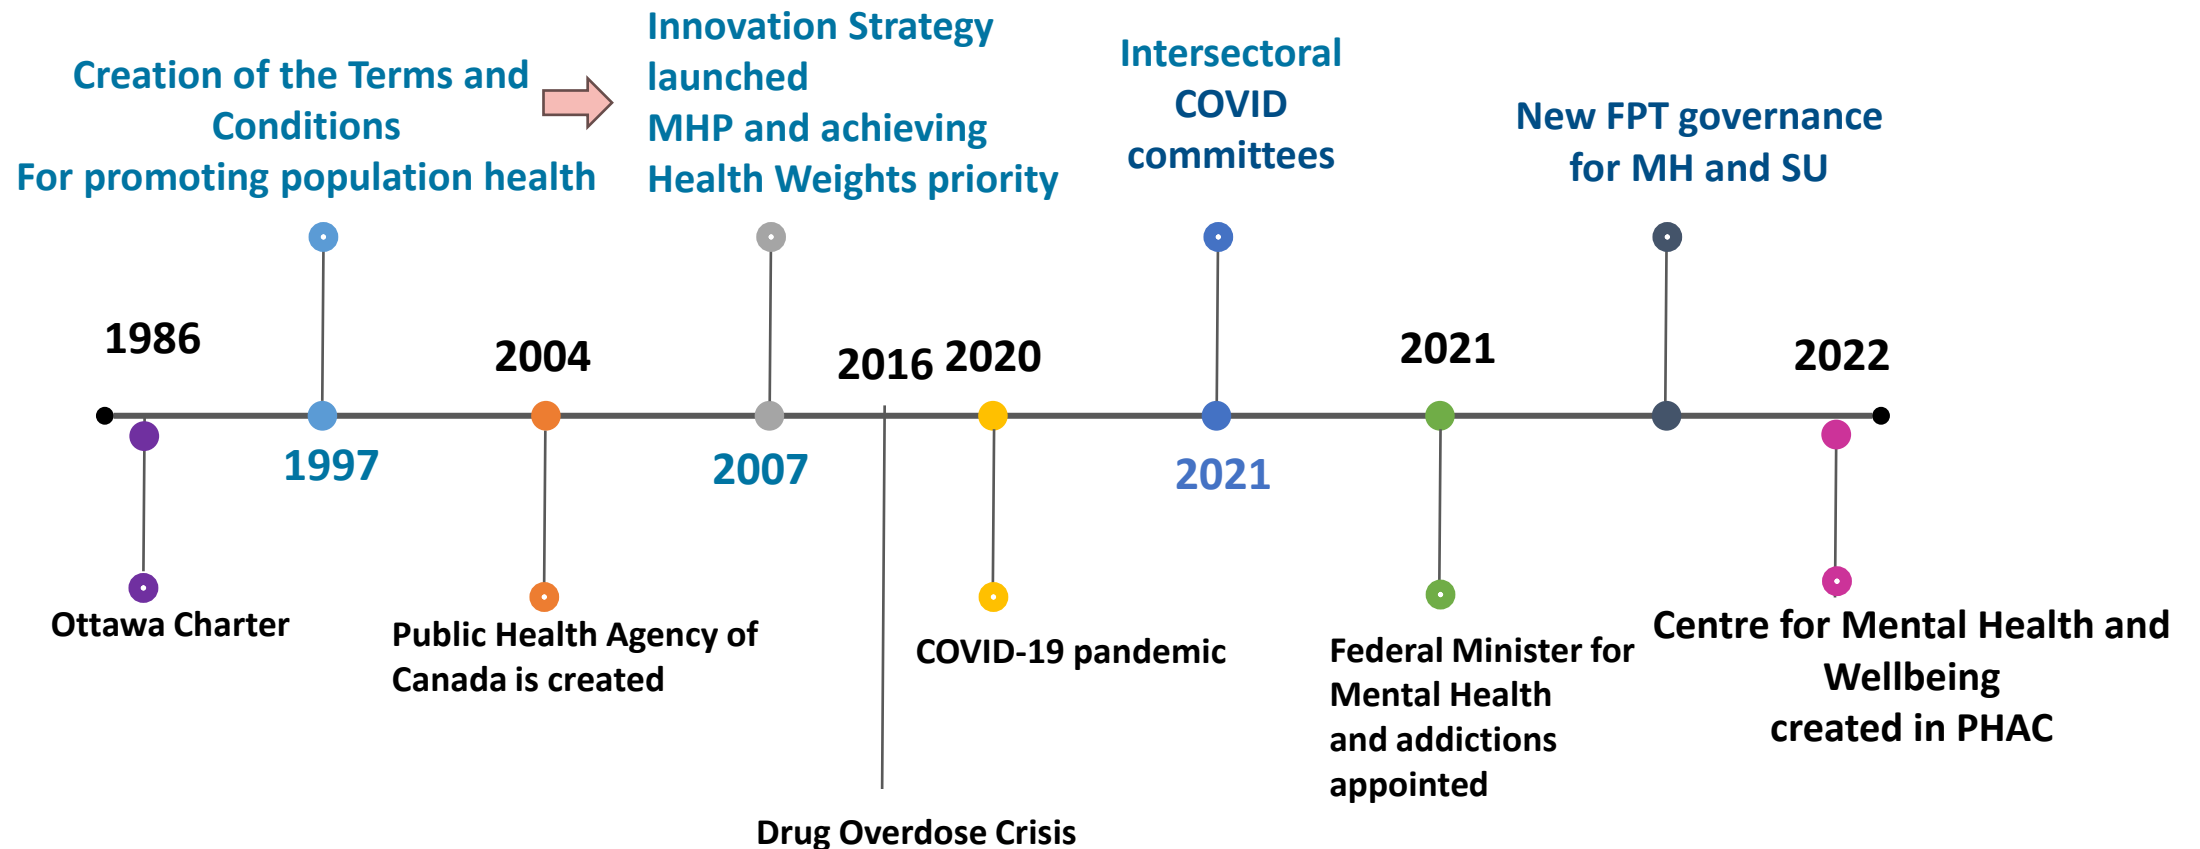 Creation of the Terms and
Conditions
For promoting population health
Innovation Strategy
launched
MHP and achieving
Health Weights priority
Intersectoral
COVID
committees
New FPT governance
for MH and SU
1986
2004
2016
2020
2021
2022
1997
2007
2021
Ottawa Charter
Public Health Agency of
Canada is created
COVID-19 pandemic
Federal Minister for
Mental Health
and addictions
appointed
Centre for Mental Health and
Wellbeing
created in PHAC
Drug Overdose Crisis